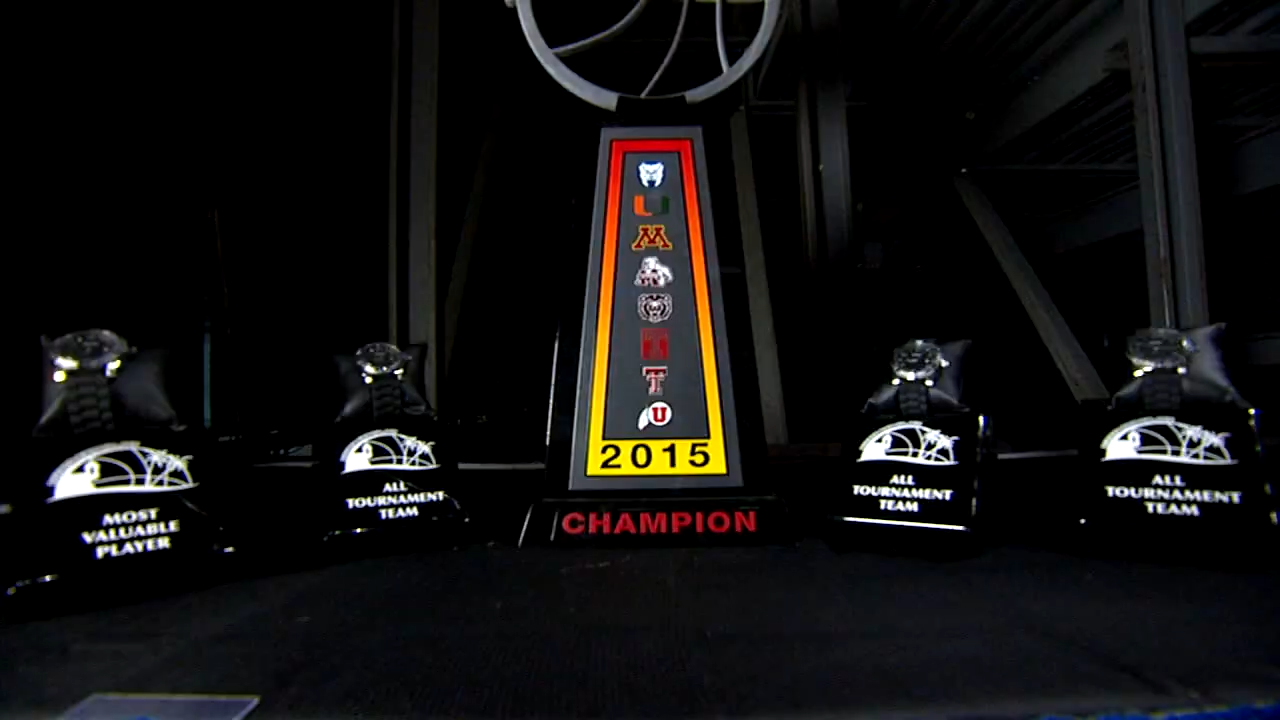 U
M
T
T
U
2015
CHAMPION
MOST
VALUABLE
PLAYER
ALL
TOURNAMENT
TEAM
ALL
TOURNAMENT
TEAM
ALL
TOURNAMENT
TEAM